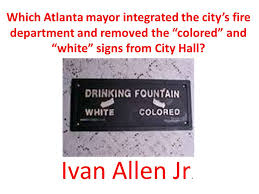 Which Atlanta mayor integrated the city's fire
department and removed the “colored” and
“white” signs from City Hall?
DRINKING FOUNTAIN
WHITE COLORED
Ivan Allen Jr.